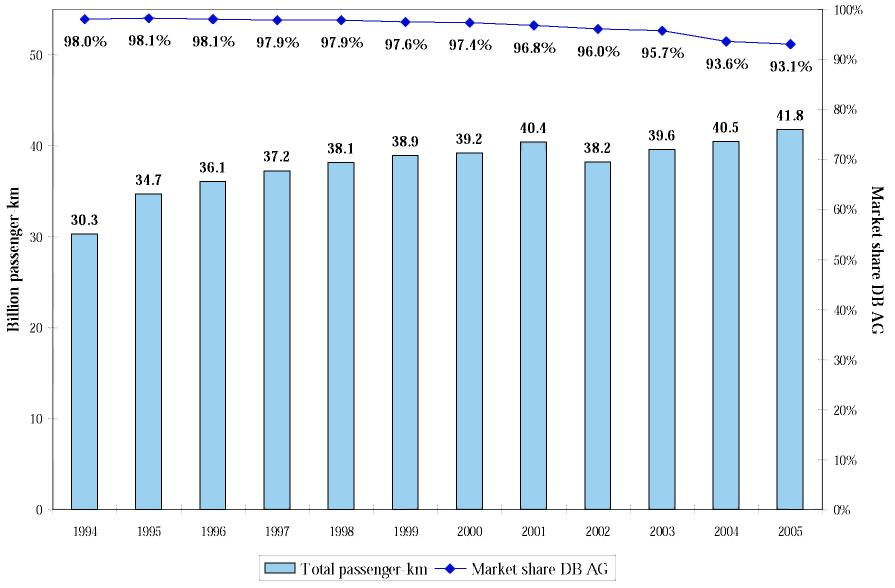 Billion passenger km
50
40
30
20
10
0
98.0% 98.1% 98.1% 97.9% 97.9% 97.6% 97.4% 96.8% 96.0% 95.7% 93.6% 93.1%
30.3 34.7 36.1 37.2 38.1 38.9 39.2 40.4 38.2 39.6 40.5 41.8
100%
90%
80%
70%
60%
50%
40%
30%
20%
10%
0%
Market share DB AG
1994 1995 1996 1997 1998 1999 2000 2001 2002 2003 2004 2005
Total passenger-km Market share DB AG